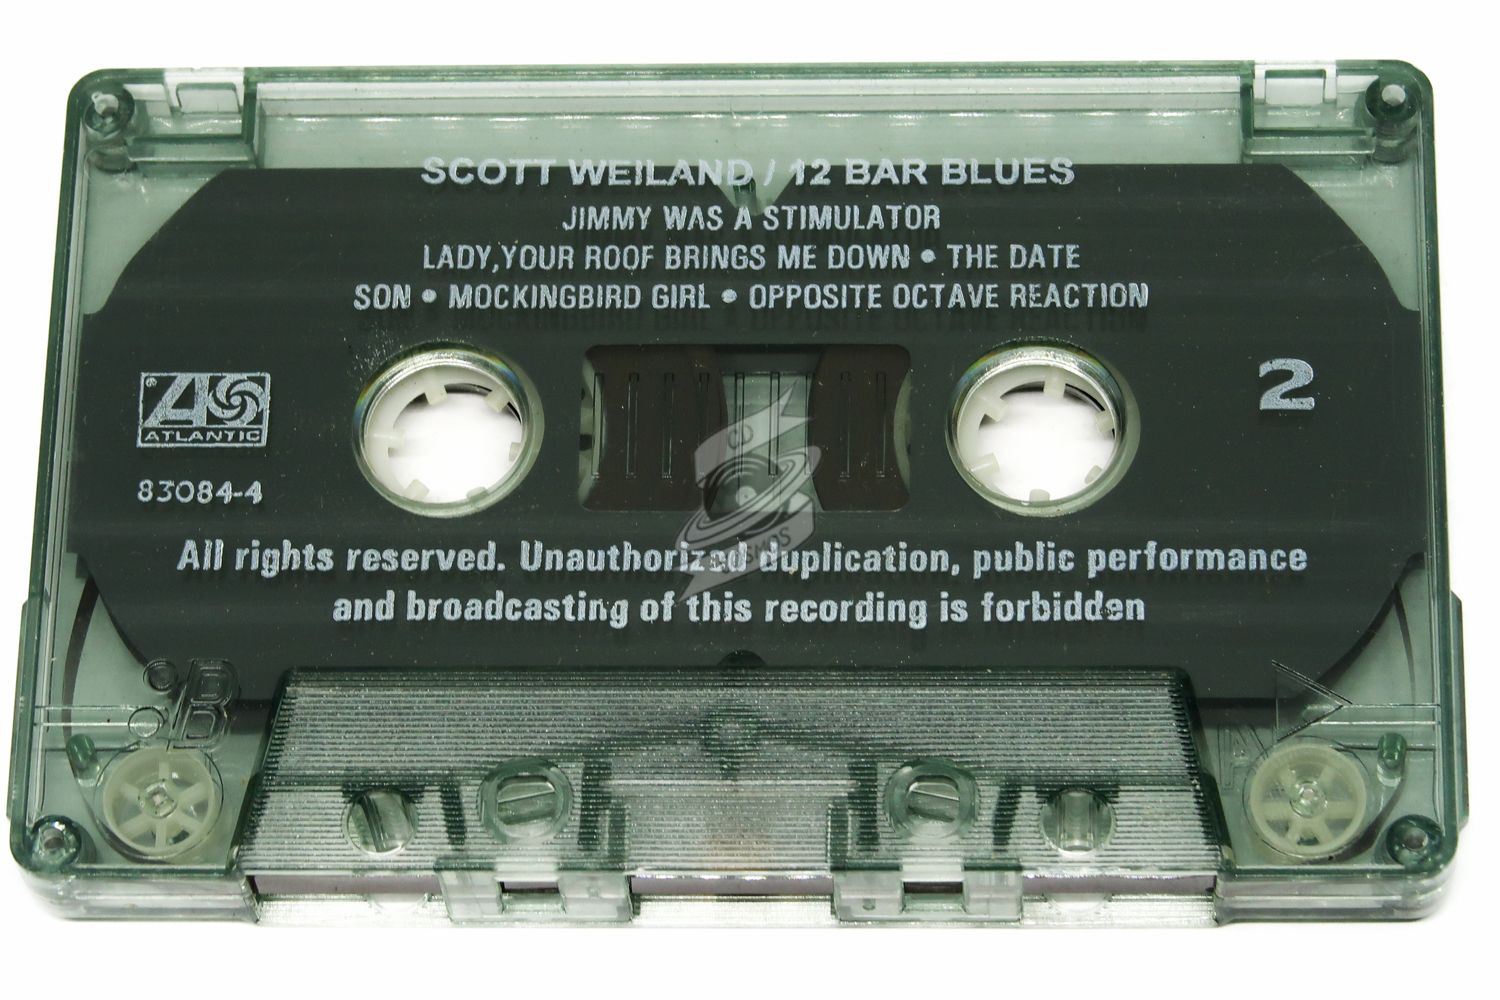 SCOTT WEILAND / 12 BAR BLUES
JIMMY WAS A STIMULATOR
LADY, YOUR ROOF BRINGS ME DOWN • THE DATE
SON • MOCKINGBIRD GIRL • OPPOSITE OCTAVE REACTION
2
ATLANTIC
83084-4
CD
All rights reserved. Unauthorized duplication, public performance
and broadcasting of this recording is forbidden
B